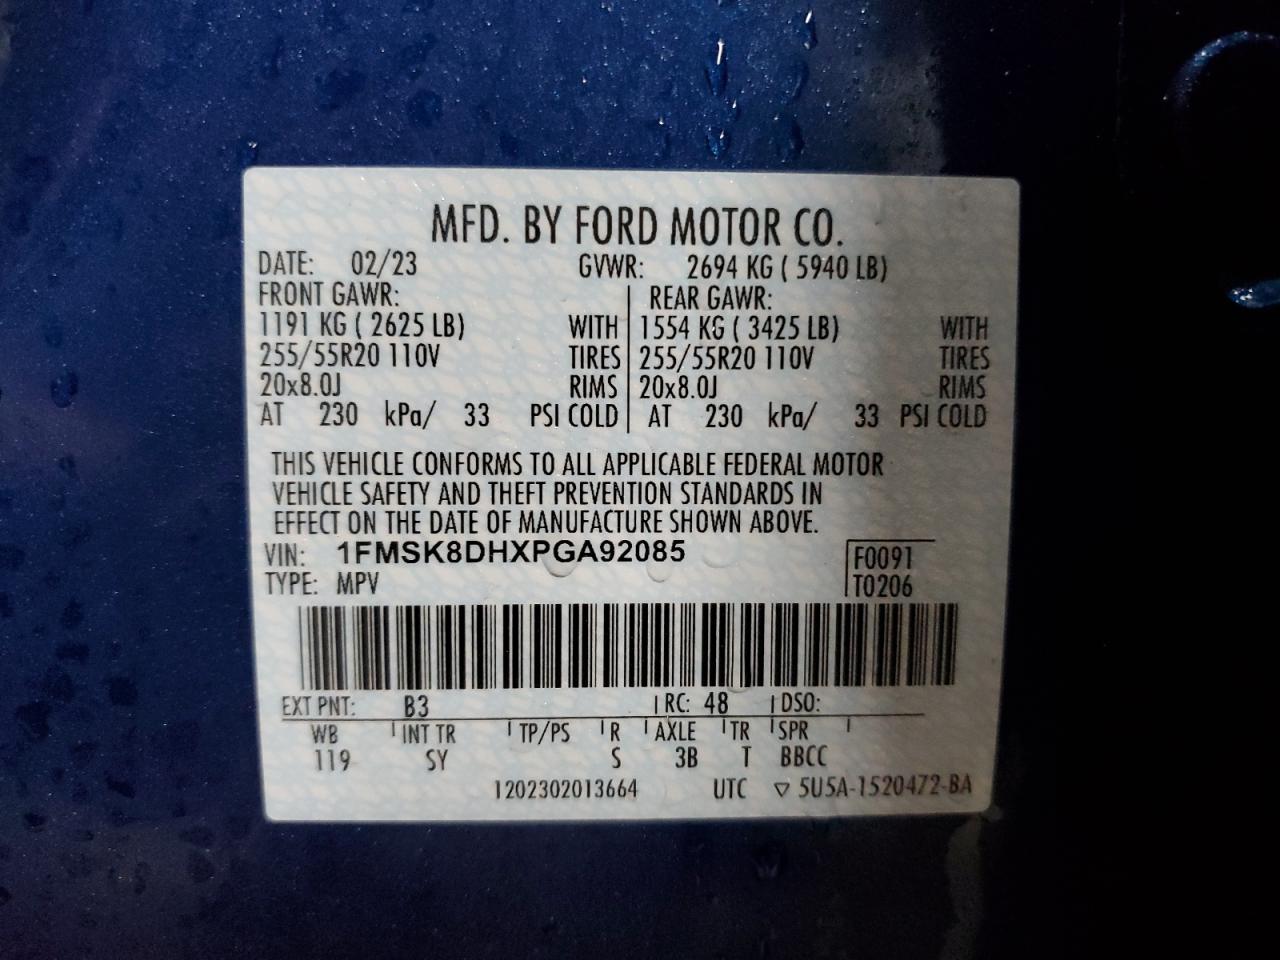 MFD. BY FORD MOTOR CO.
DATE: 02/23 GVWR: 2694 KG ( 5940 LB)
FRONT GAWR: REAR GAWR:
1191 KG ( 2625 LB) WITH 1554 KG ( 3425 LB) WITH
255/55R20 110V TIRES 255/55R20 110V TIRES
20x8.0J RIMS 20x8.0J RIMS
AT 230 kPa/ 33 PSI COLD AT 230 kPa/ 33 PSI COLD
THIS VEHICLE CONFORMS TO ALL APPLICABLE FEDERAL MOTOR
VEHICLE SAFETY AND THEFT PREVENTION STANDARDS IN
EFFECT ON THE DATE OF MANUFACTURE SHOWN ABOVE.
VIN: 1FMSK8DHXPGA92085 F0091
TYPE: MPV T0206
EXT PNT: B3 RC: 48 DSO:
WB INT TR TP/PS R AXLE TR SPR
119 SY S 3B T BBCC
1202302013664 UTC ▽ 5U5A-1520472-BA